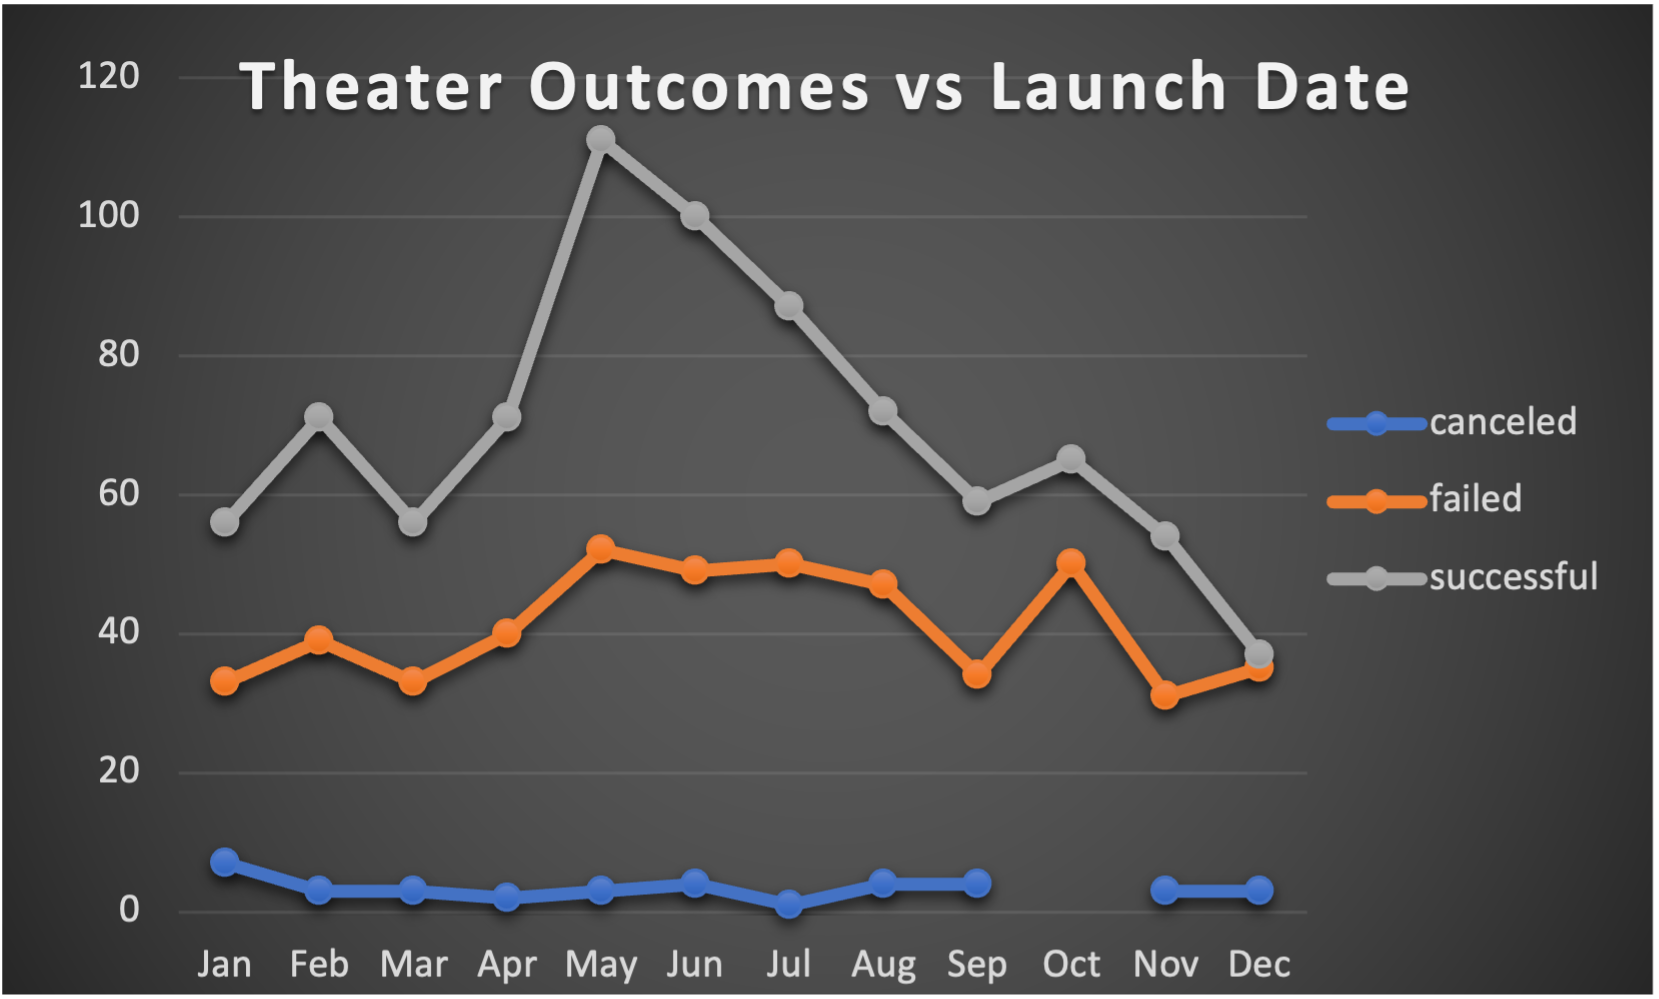 Theater Outcomes vs Launch Date
120
100
80
60
40
20
0
Jan Feb Mar Apr May Jun Jul Aug Sep Oct Nov Dec
canceled
failed
successful